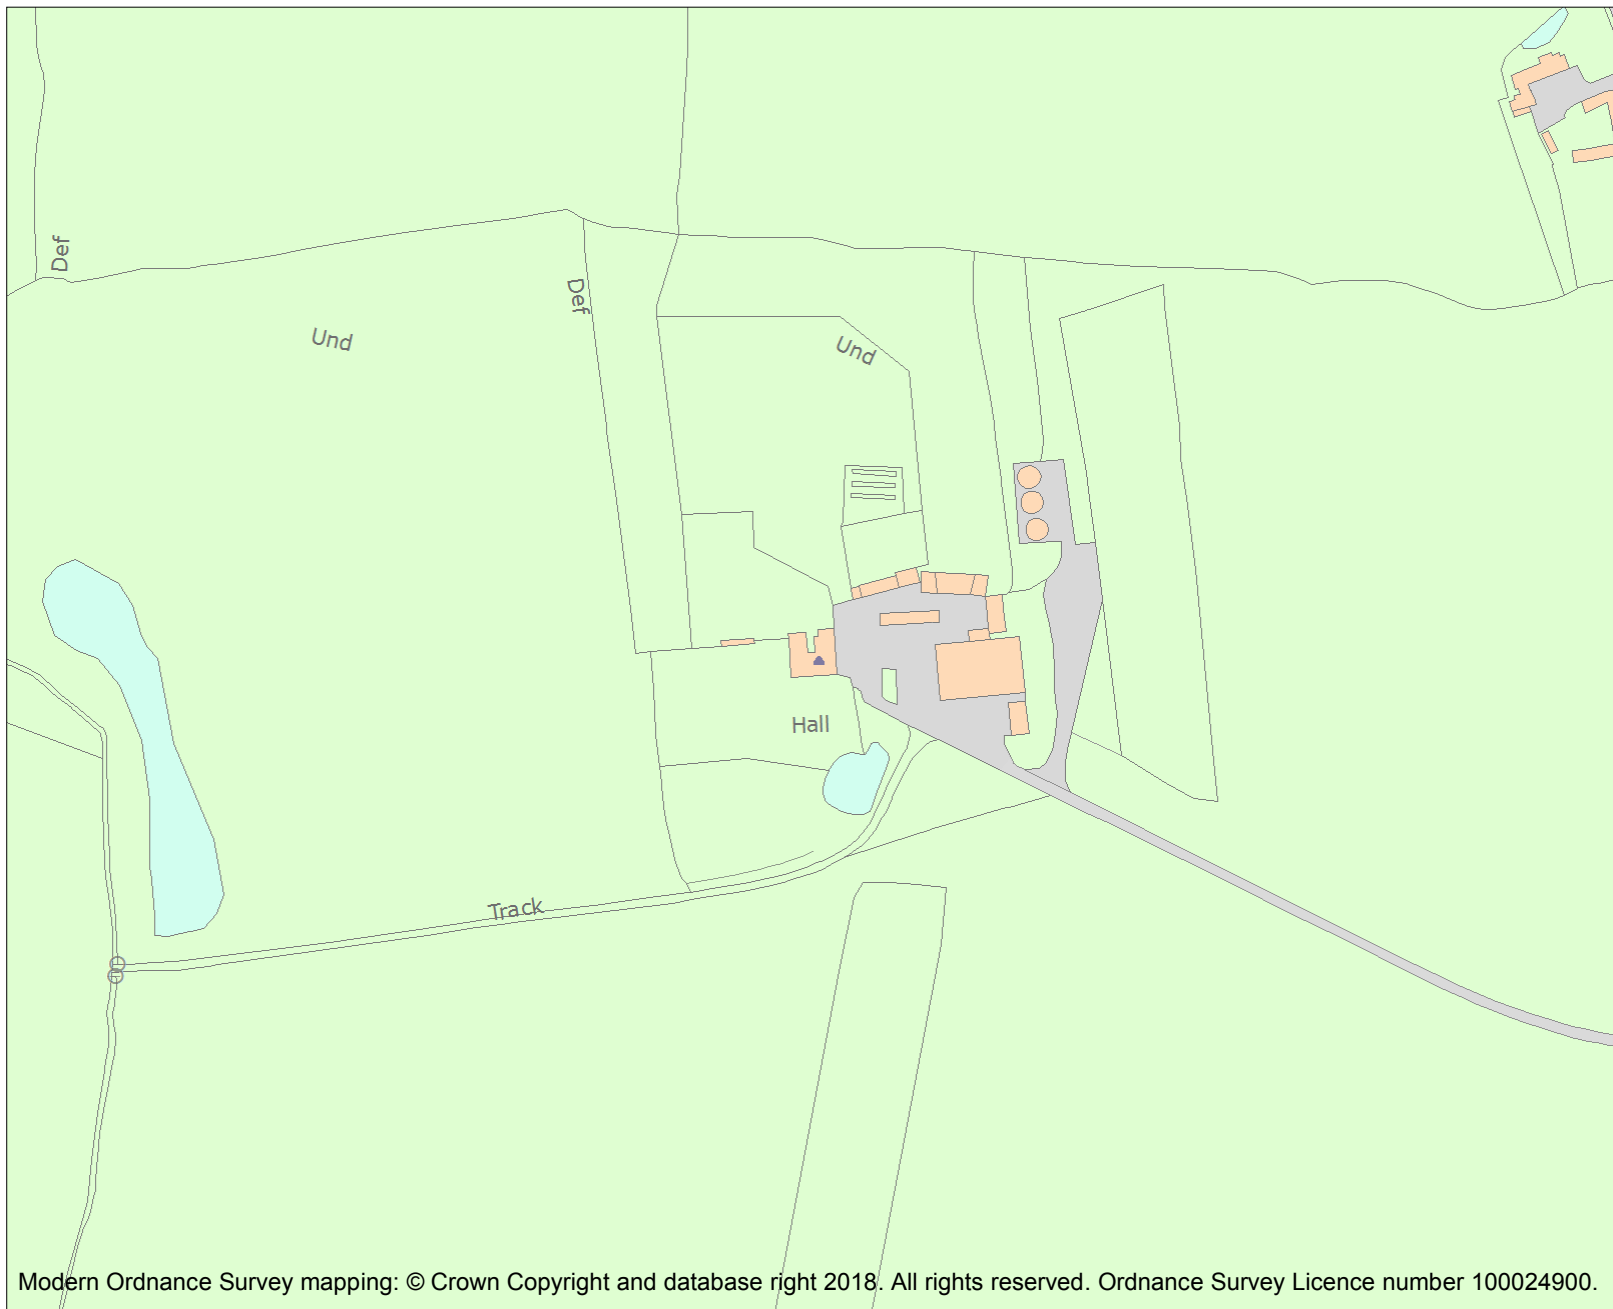 Def
Def
Und
Und
Hall
Track
Modern Ordnance Survey mapping: © Crown Copyright and database right 2018. All rights reserved. Ordnance Survey Licence number 100024900.